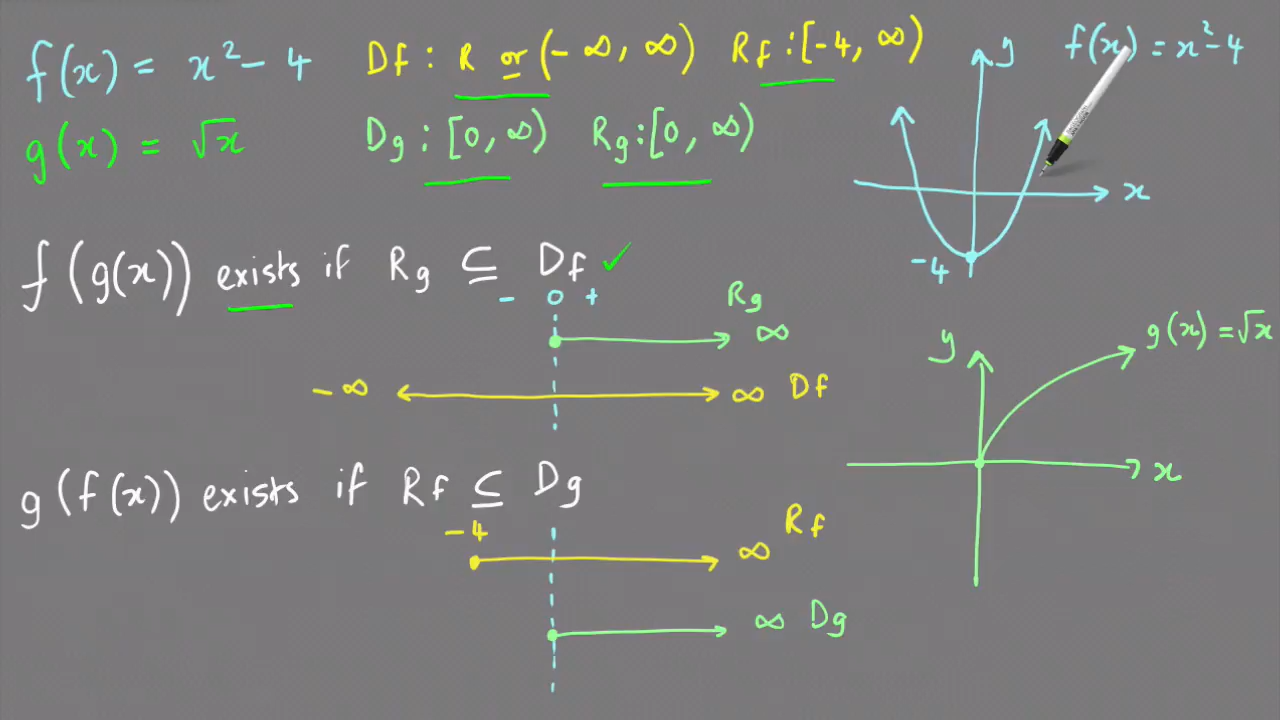 f(x) = x² - 4 Df : R or (-∞, ∞) Rf : [-4, ∞)
g(x) = √x Dg : [0, ∞) Rg : [0, ∞)
f(g(x)) exists if Rg ⊆ Df ✓
- 0 +
Rg
∞
-∞ ∞ Df
g(f(x)) exists if Rf ⊆ Dg
-4 Rf
∞
∞ Dg
y f(x) = x² - 4
x
-4
y g(x) = √x
x